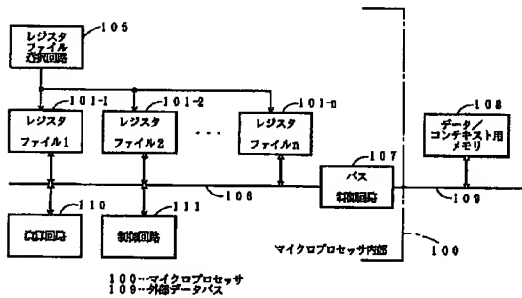 105
レジスタ
ファイル
選択回路
101-1
101-2
101-n
レジスタ
ファイル1
レジスタ
ファイル2
...
レジスタ
ファイルn
108
データ/
コンテキスト用
メモリ
107
バス
制御回路
106
109
110
演算回路
111
制御回路
マイクロプロセッサ内部
100
100…マイクロプロセッサ
109…外部データバス